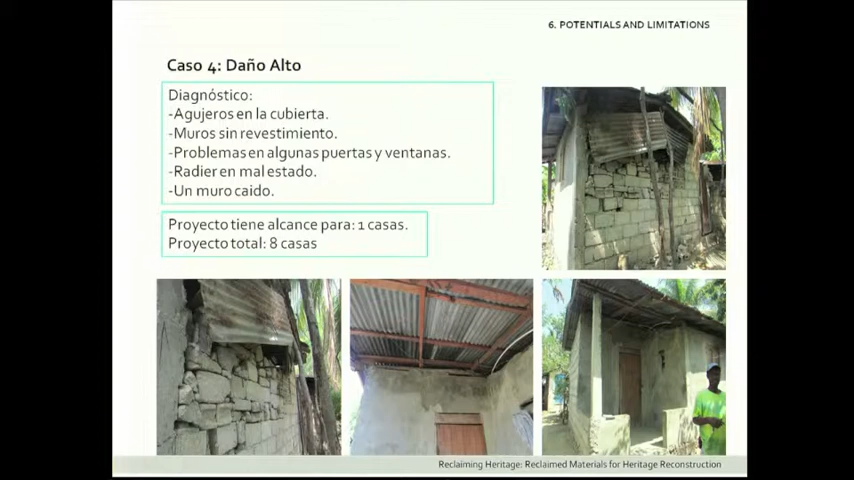 6. POTENTIALS AND LIMITATIONS
Caso 4: Daño Alto
Diagnóstico:
-Agujeros en la cubierta.
-Muros sin revestimiento.
-Problemas en algunas puertas y ventanas.
-Radier en mal estado.
-Un muro caido.
Proyecto tiene alcance para: 1 casas.
Proyecto total: 8 casas
Reclaiming Heritage: Reclaimed Materials for Heritage Reconstruction